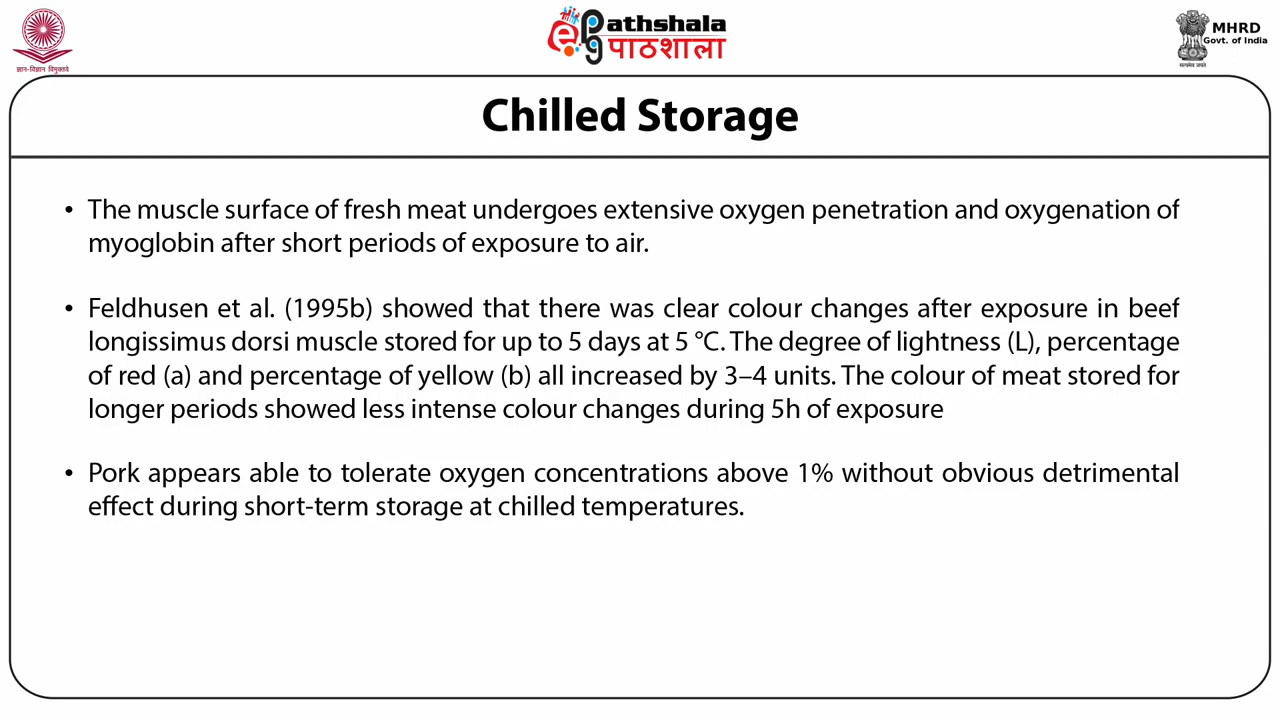 ज्ञान-विज्ञान विमुक्तये
ePG Pathshala
पाठशाला
MHRD
Govt. of India
सत्यमेव जयते
Chilled Storage
• The muscle surface of fresh meat undergoes extensive oxygen penetration and oxygenation of
myoglobin after short periods of exposure to air.
• Feldhusen et al. (1995b) showed that there was clear colour changes after exposure in beef
longissimus dorsi muscle stored for up to 5 days at 5 °C. The degree of lightness (L), percentage
of red (a) and percentage of yellow (b) all increased by 3–4 units. The colour of meat stored for
longer periods showed less intense colour changes during 5h of exposure
• Pork appears able to tolerate oxygen concentrations above 1% without obvious detrimental
effect during short-term storage at chilled temperatures.